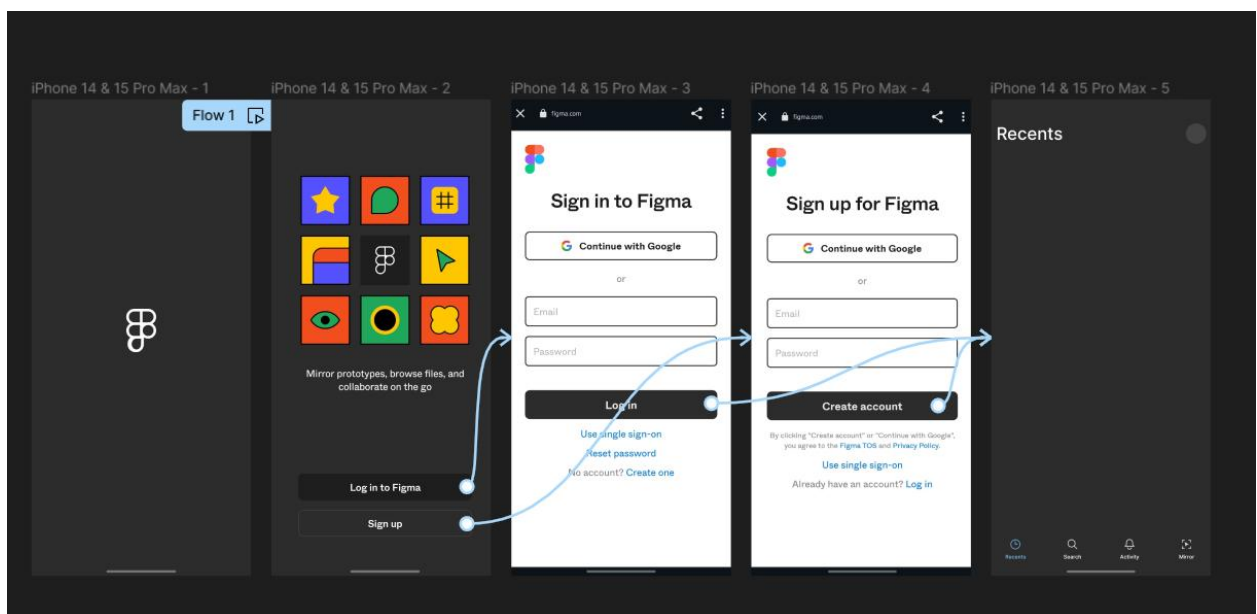 iPhone 14 & 15 Pro Max - 1
Flow 1
iPhone 14 & 15 Pro Max - 2
Mirror prototypes, browse files, and
collaborate on the go
Log in to Figma
Sign up
iPhone 14 & 15 Pro Max - 3
figma.com
Sign in to Figma
Continue with Google
or
Email
Password
Log in
Use single sign-on
Reset password
No account? Create one
iPhone 14 & 15 Pro Max - 4
figma.com
Sign up for Figma
Continue with Google
or
Email
Password
Create account
By clicking "Create account" or "Continue with Google",
you agree to the Figma TOS and Privacy Policy.
Use single sign-on
Already have an account? Log in
iPhone 14 & 15 Pro Max - 5
Recents
Recents
Search
Activity
Mirror